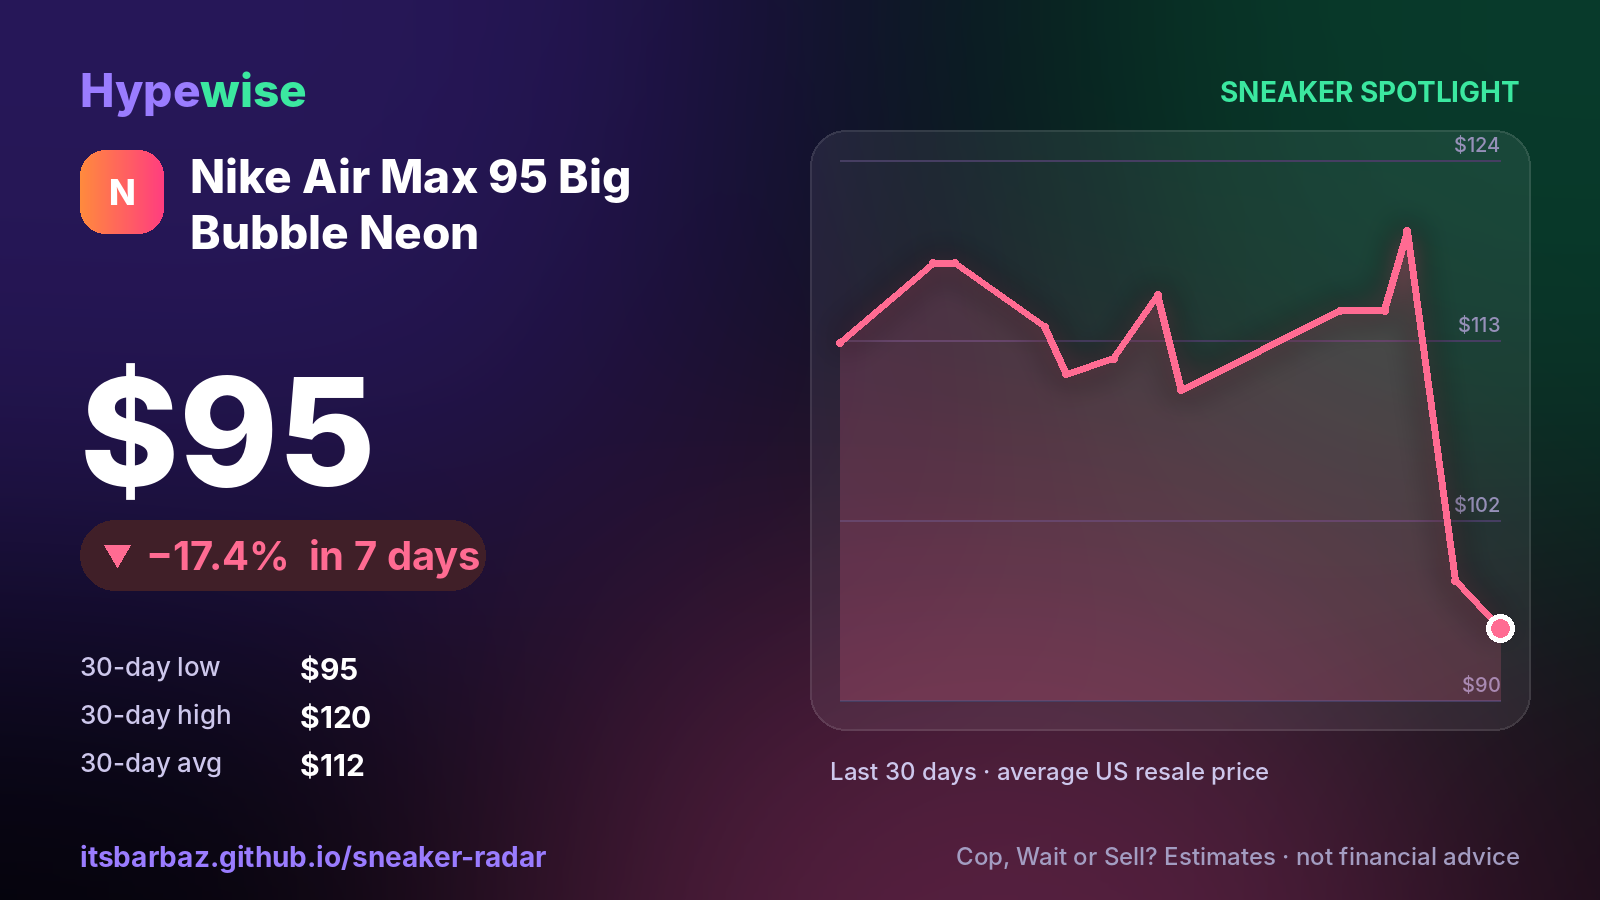 Hypewise
SNEAKER SPOTLIGHT
N
Nike Air Max 95 Big
Bubble Neon
$95
▼ −17.4% in 7 days
30-day low $95
30-day high $120
30-day avg $112
$124
$113
$102
$90
Last 30 days · average US resale price
itsbarbaz.github.io/sneaker-radar
Cop, Wait or Sell? Estimates · not financial advice